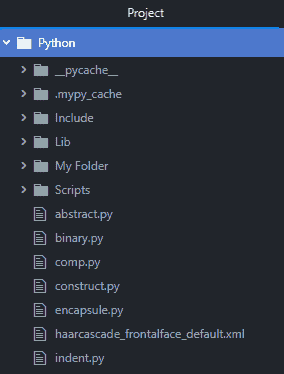 Project
Python
__pycache__
.mypy_cache
Include
Lib
My Folder
Scripts
abstract.py
binary.py
comp.py
construct.py
encapsule.py
haarcascade_frontalface_default.xml
indent.py